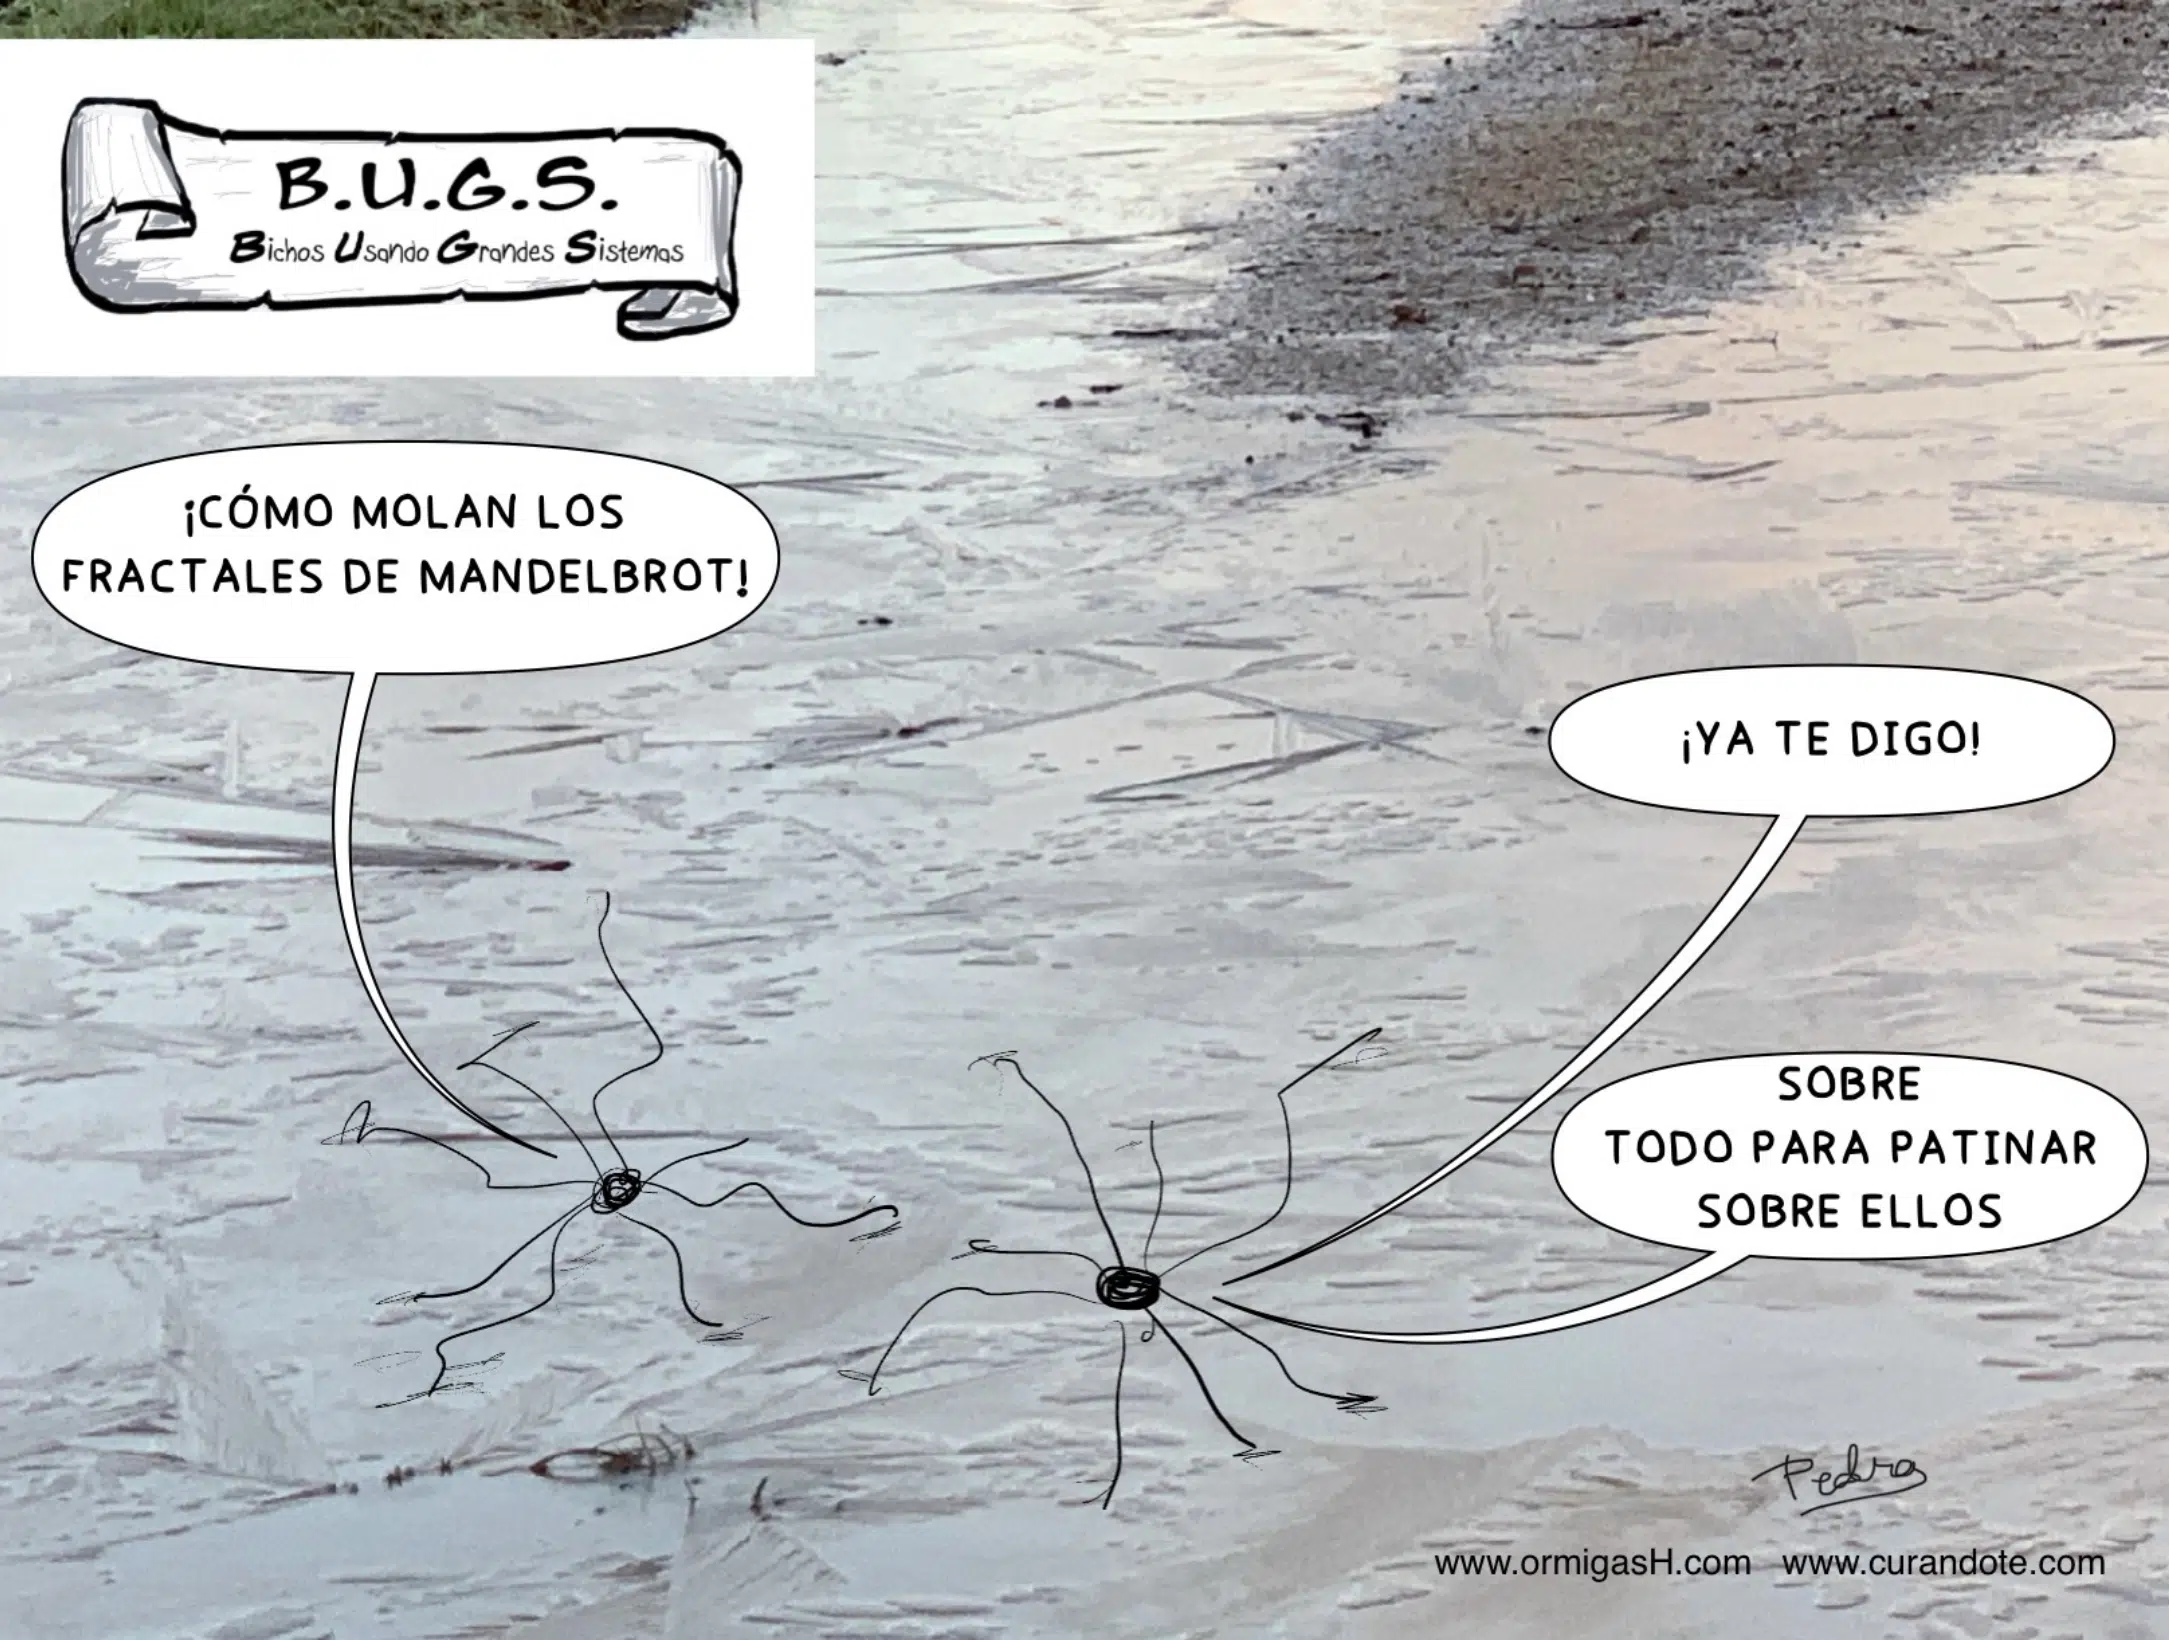 B.U.G.S.
Bichos Usando Grandes Sistemas
¡CÓMO MOLAN LOS
FRACTALES DE MANDELBROT!
¡YA TE DIGO!
SOBRE
TODO PARA PATINAR
SOBRE ELLOS
Pedro
www.ormigasH.com www.curandote.com